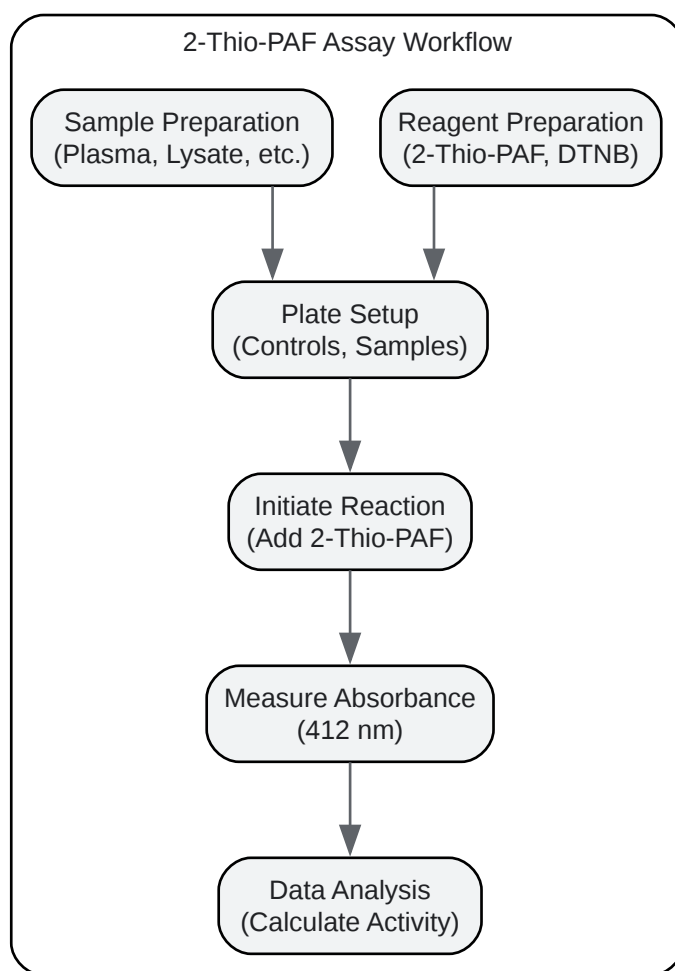 2-Thio-PAF Assay Workflow
Sample Preparation
(Plasma, Lysate, etc.)
Reagent Preparation
(2-Thio-PAF, DTNB)
Plate Setup
(Controls, Samples)
Initiate Reaction
(Add 2-Thio-PAF)
Measure Absorbance
(412 nm)
Data Analysis
(Calculate Activity)